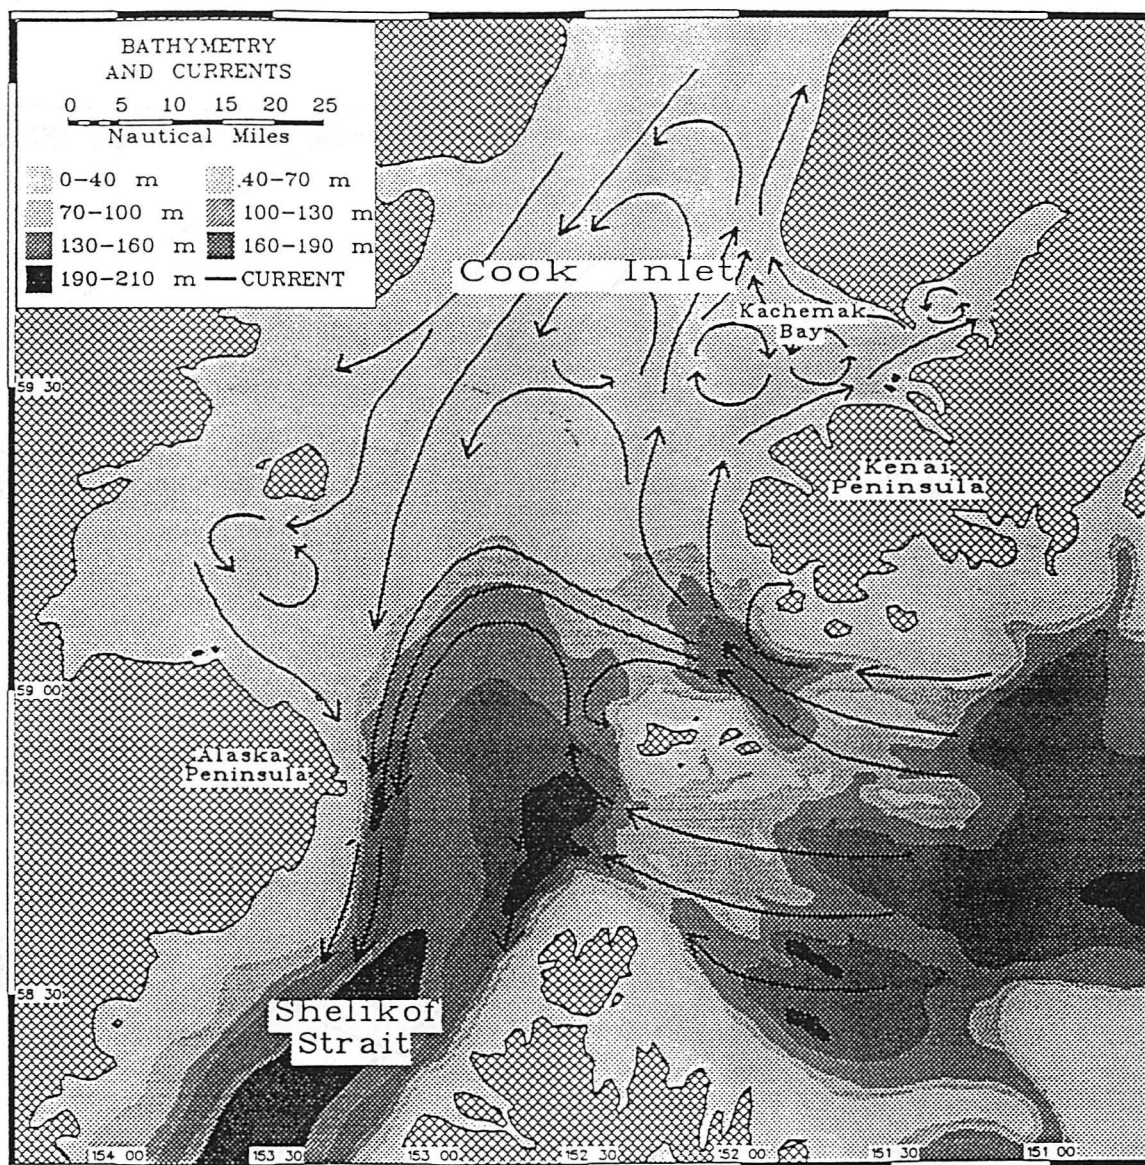 BATHYMETRY
AND CURRENTS
0 5 10 15 20 25
Nautical Miles
0-40 m 40-70 m
70-100 m 100-130 m
130-160 m 160-190 m
190-210 m CURRENT
Cook Inlet
Kachemak
Bay
59 30
Kenai
Peninsula
59 00
Alaska
Peninsula
58 30
Shelikof
Strait
154 00 153 30 153 00 152 30 152 00 151 30 151 00